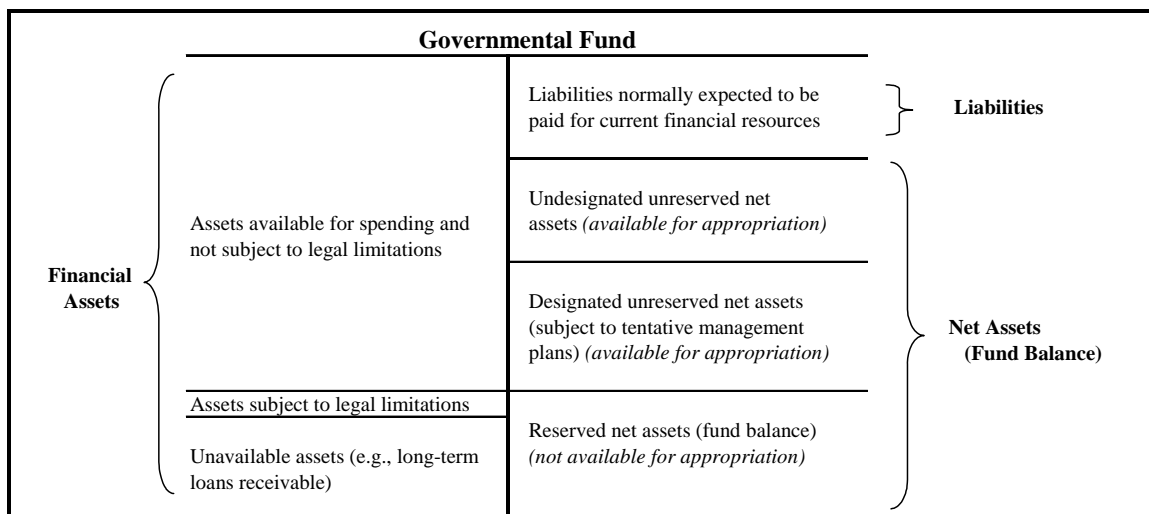 Governmental Fund
Financial
Assets
Assets available for spending and
not subject to legal limitations
Assets subject to legal limitations
Unavailable assets (e.g., long-term
loans receivable)
Liabilities normally expected to be
paid for current financial resources
Undesignated unreserved net
assets (available for appropriation)
Designated unreserved net assets
(subject to tentative management
plans) (available for appropriation)
Reserved net assets (fund balance)
(not available for appropriation)
Liabilities
Net Assets
(Fund Balance)